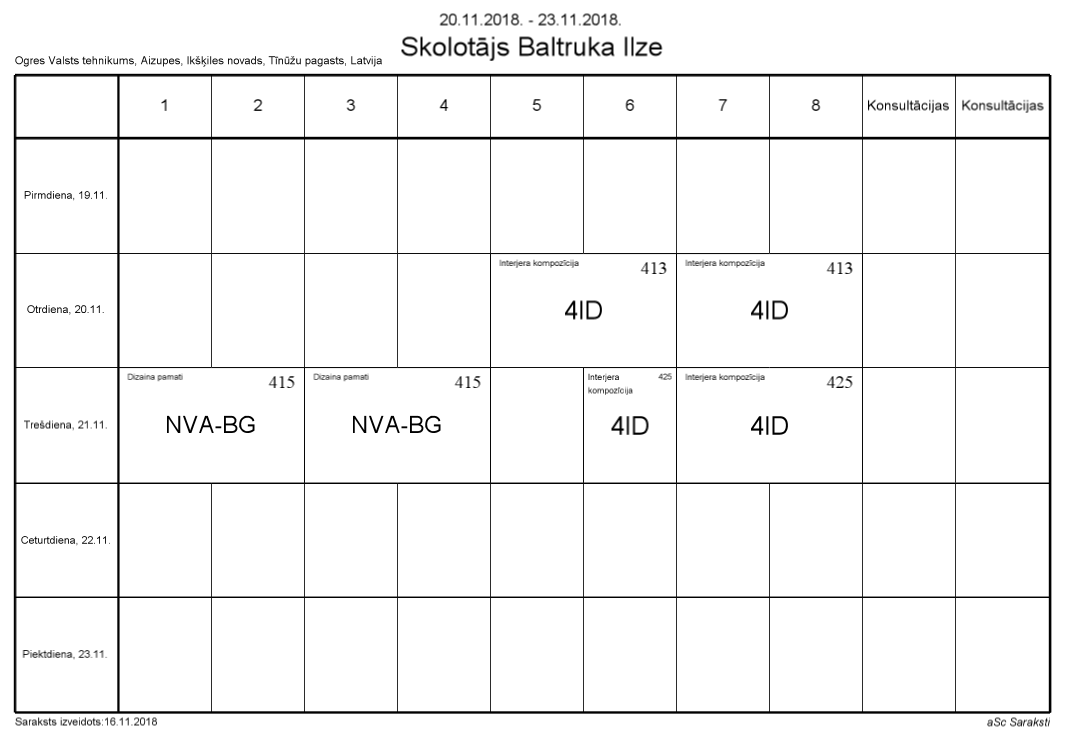 20.11.2018. - 23.11.2018.
Skolotājs Baltruka Ilze
Ogres Valsts tehnikums, Aizupes, Ikšķiles novads, Tīnūžu pagasts, Latvija
1 2 3 4 5 6 7 8 Konsultācijas Konsultācijas
Pirmdiena, 19.11.
Interjera kompozīcija 413 Interjera kompozīcija 413
Otrdiena, 20.11. 4ID 4ID
Dizaina pamati 415 Dizaina pamati 415 Interjera 425 Interjera kompozīcija 425
kompozīcija
Trešdiena, 21.11. NVA-BG NVA-BG 4ID 4ID
Ceturtdiena, 22.11.
Piektdiena, 23.11.
Saraksts izveidots:16.11.2018 aSc Saraksti